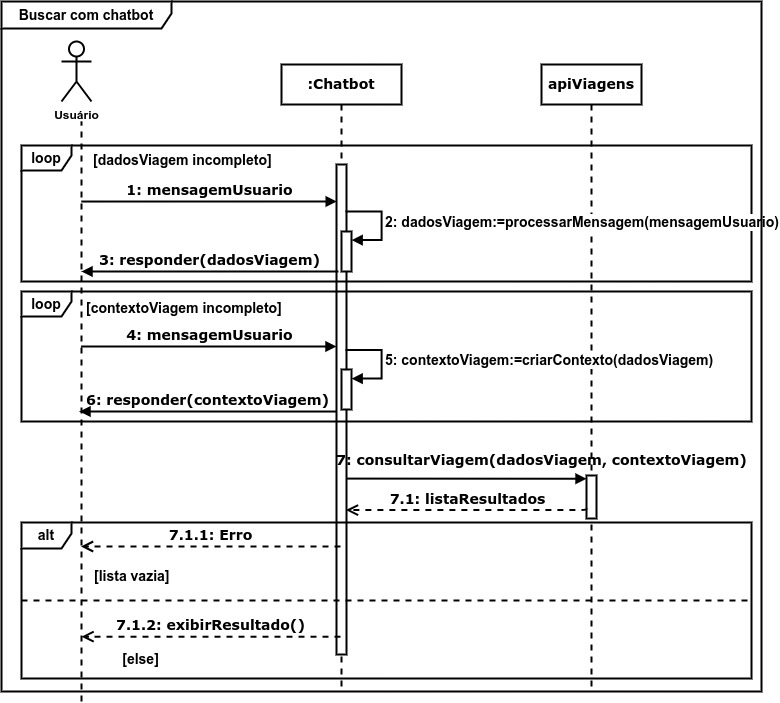 Buscar com chatbot
Usuário
:Chatbot
apiViagens
loop
[dadosViagem incompleto]
1: mensagemUsuario
2: dadosViagem:=processarMensagem(mensagemUsuario)
3: responder(dadosViagem)
loop
[contextoViagem incompleto]
4: mensagemUsuario
5: contextoViagem:=criarContexto(dadosViagem)
6: responder(contextoViagem)
7: consultarViagem(dadosViagem, contextoViagem)
7.1: listaResultados
alt
7.1.1: Erro
[lista vazia]
7.1.2: exibirResultado()
[else]